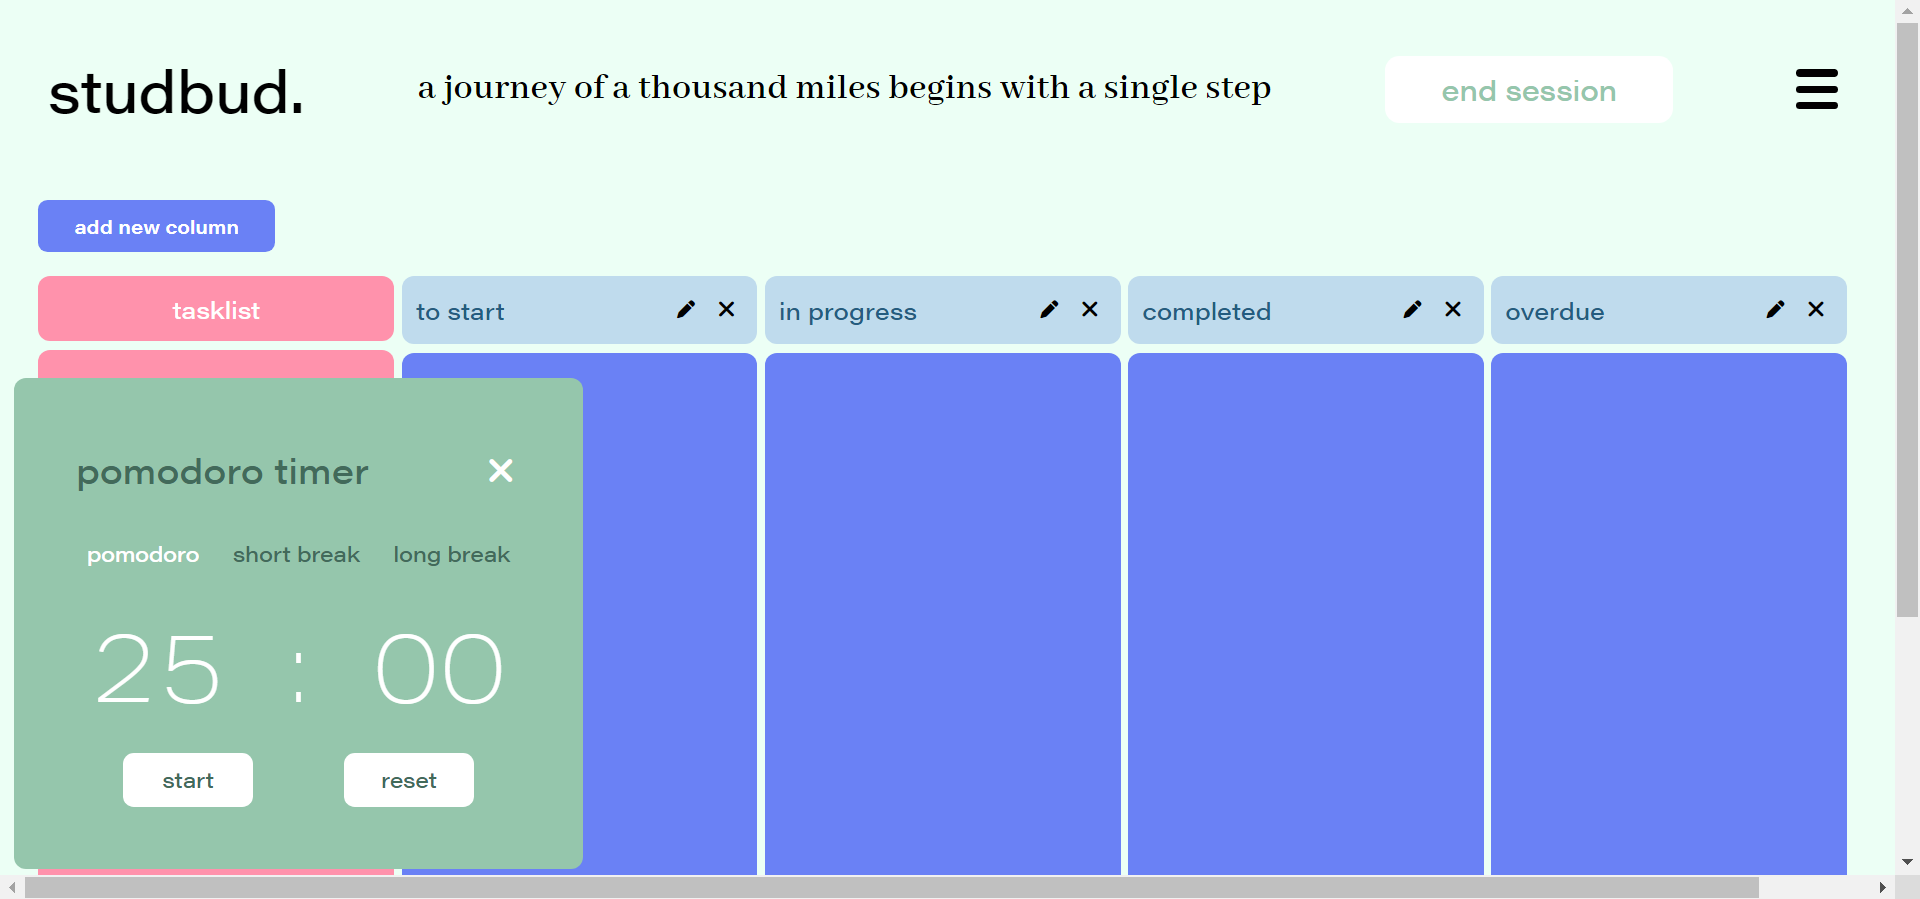 studbud.
a journey of a thousand miles begins with a single step
end session
add new column
tasklist
to start
in progress
completed
overdue
pomodoro timer
pomodoro short break long break
25 : 00
start reset